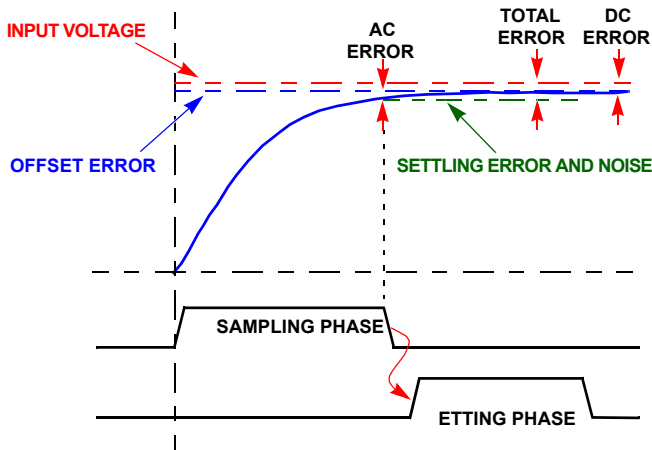 INPUT VOLTAGE
AC
ERROR
TOTAL
ERROR
DC
ERROR
OFFSET ERROR
SETTLING ERROR AND NOISE
SAMPLING PHASE
ETTING PHASE